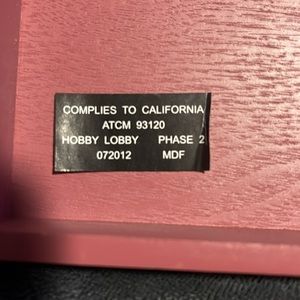 COMPLIES TO CALIFORNIA
ATCM 93120
HOBBY LOBBY PHASE 2
072012 MDF